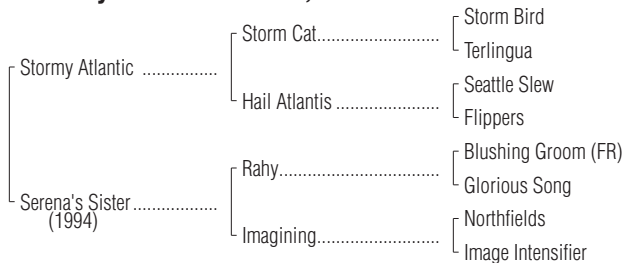 Storm Bird
Storm Cat
Terlingua
Stormy Atlantic
Seattle Slew
Hail Atlantis
Flippers
Blushing Groom (FR)
Rahy
Glorious Song
Serena's Sister
(1994)
Northfields
Imagining
Image Intensifier